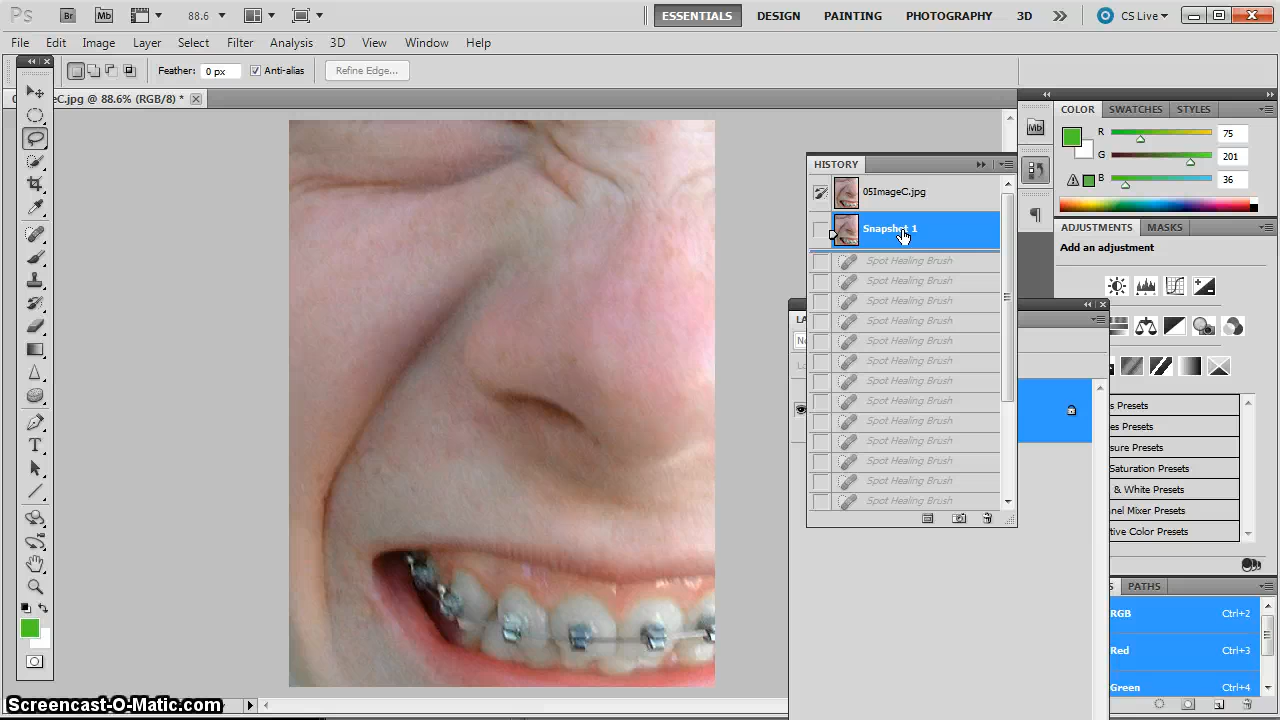 Ps Br Mb 88.6 ESSENTIALS DESIGN PAINTING PHOTOGRAPHY 3D CS Live
File Edit Image Layer Select Filter Analysis 3D View Window Help
Feather: 0 px Anti-alias Refine Edge...
eC.jpg @ 88.6% (RGB/8) *
COLOR SWATCHES STYLES
Mb
R 75
G 201
B 36
HISTORY
05ImageC.jpg
Snapshot 1
Spot Healing Brush
Spot Healing Brush
Spot Healing Brush
Spot Healing Brush
Spot Healing Brush
Spot Healing Brush
Spot Healing Brush
Spot Healing Brush
Spot Healing Brush
Spot Healing Brush
Spot Healing Brush
Spot Healing Brush
Spot Healing Brush
ADJUSTMENTS MASKS
Add an adjustment
s Presets
es Presets
sure Presets
Saturation Presets
& White Presets
nel Mixer Presets
tive Color Presets
S PATHS
RGB Ctrl+2
Red Ctrl+3
Green Ctrl+4
Screencast-O-Matic.com